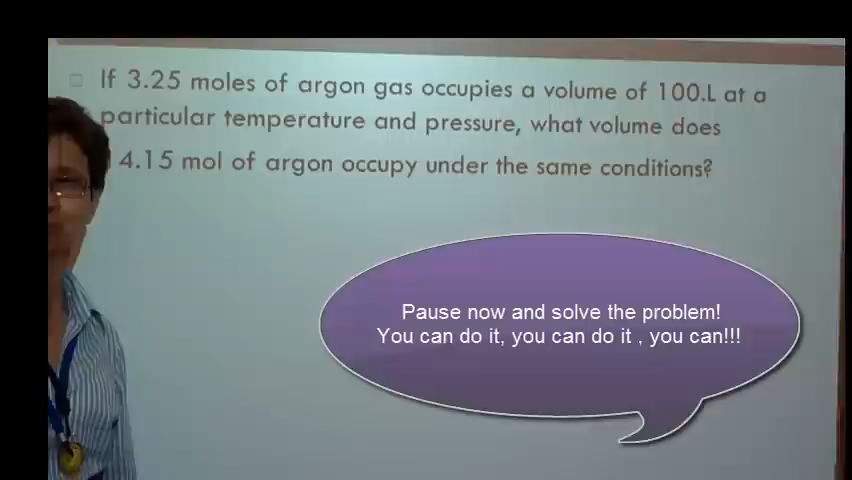 If 3.25 moles of argon gas occupies a volume of 100.L at a
particular temperature and pressure, what volume does
4.15 mol of argon occupy under the same conditions?
Pause now and solve the problem!
You can do it, you can do it , you can!!!